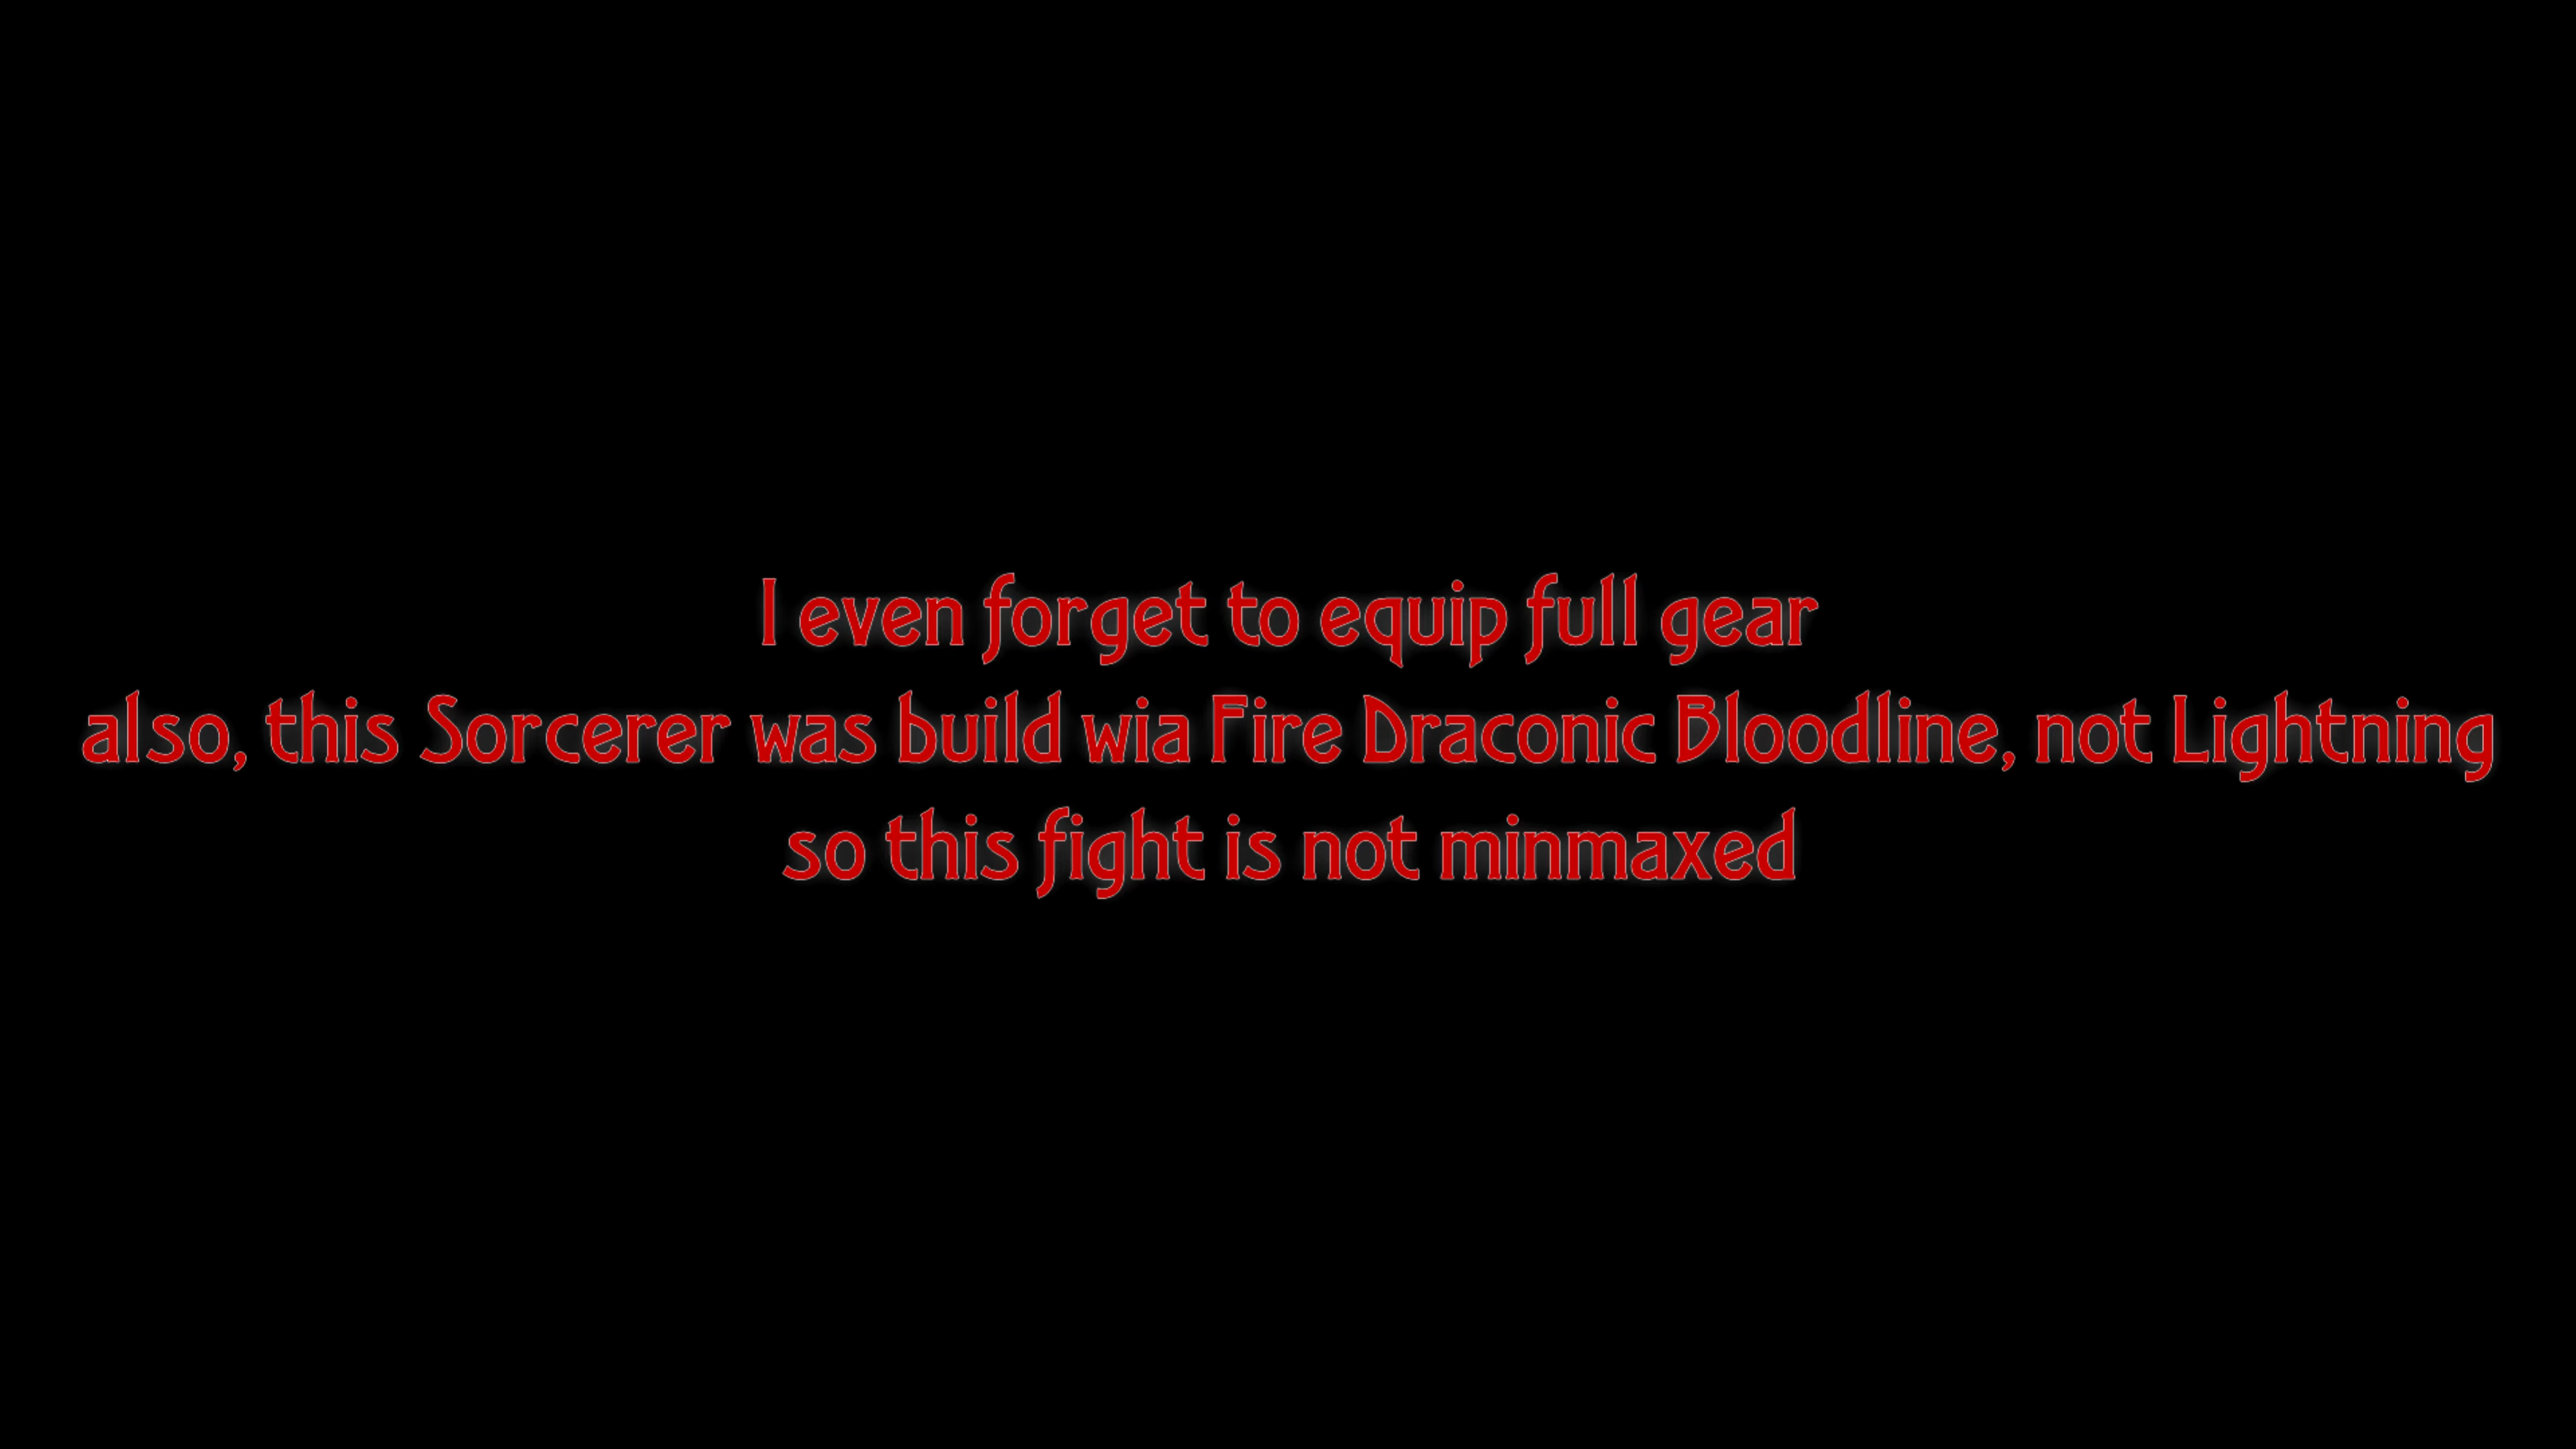 I even forget to equip full gear
also, this Sorcerer was build wia Fire Draconic Bloodline, not Lightning
so this fight is not minmaxed